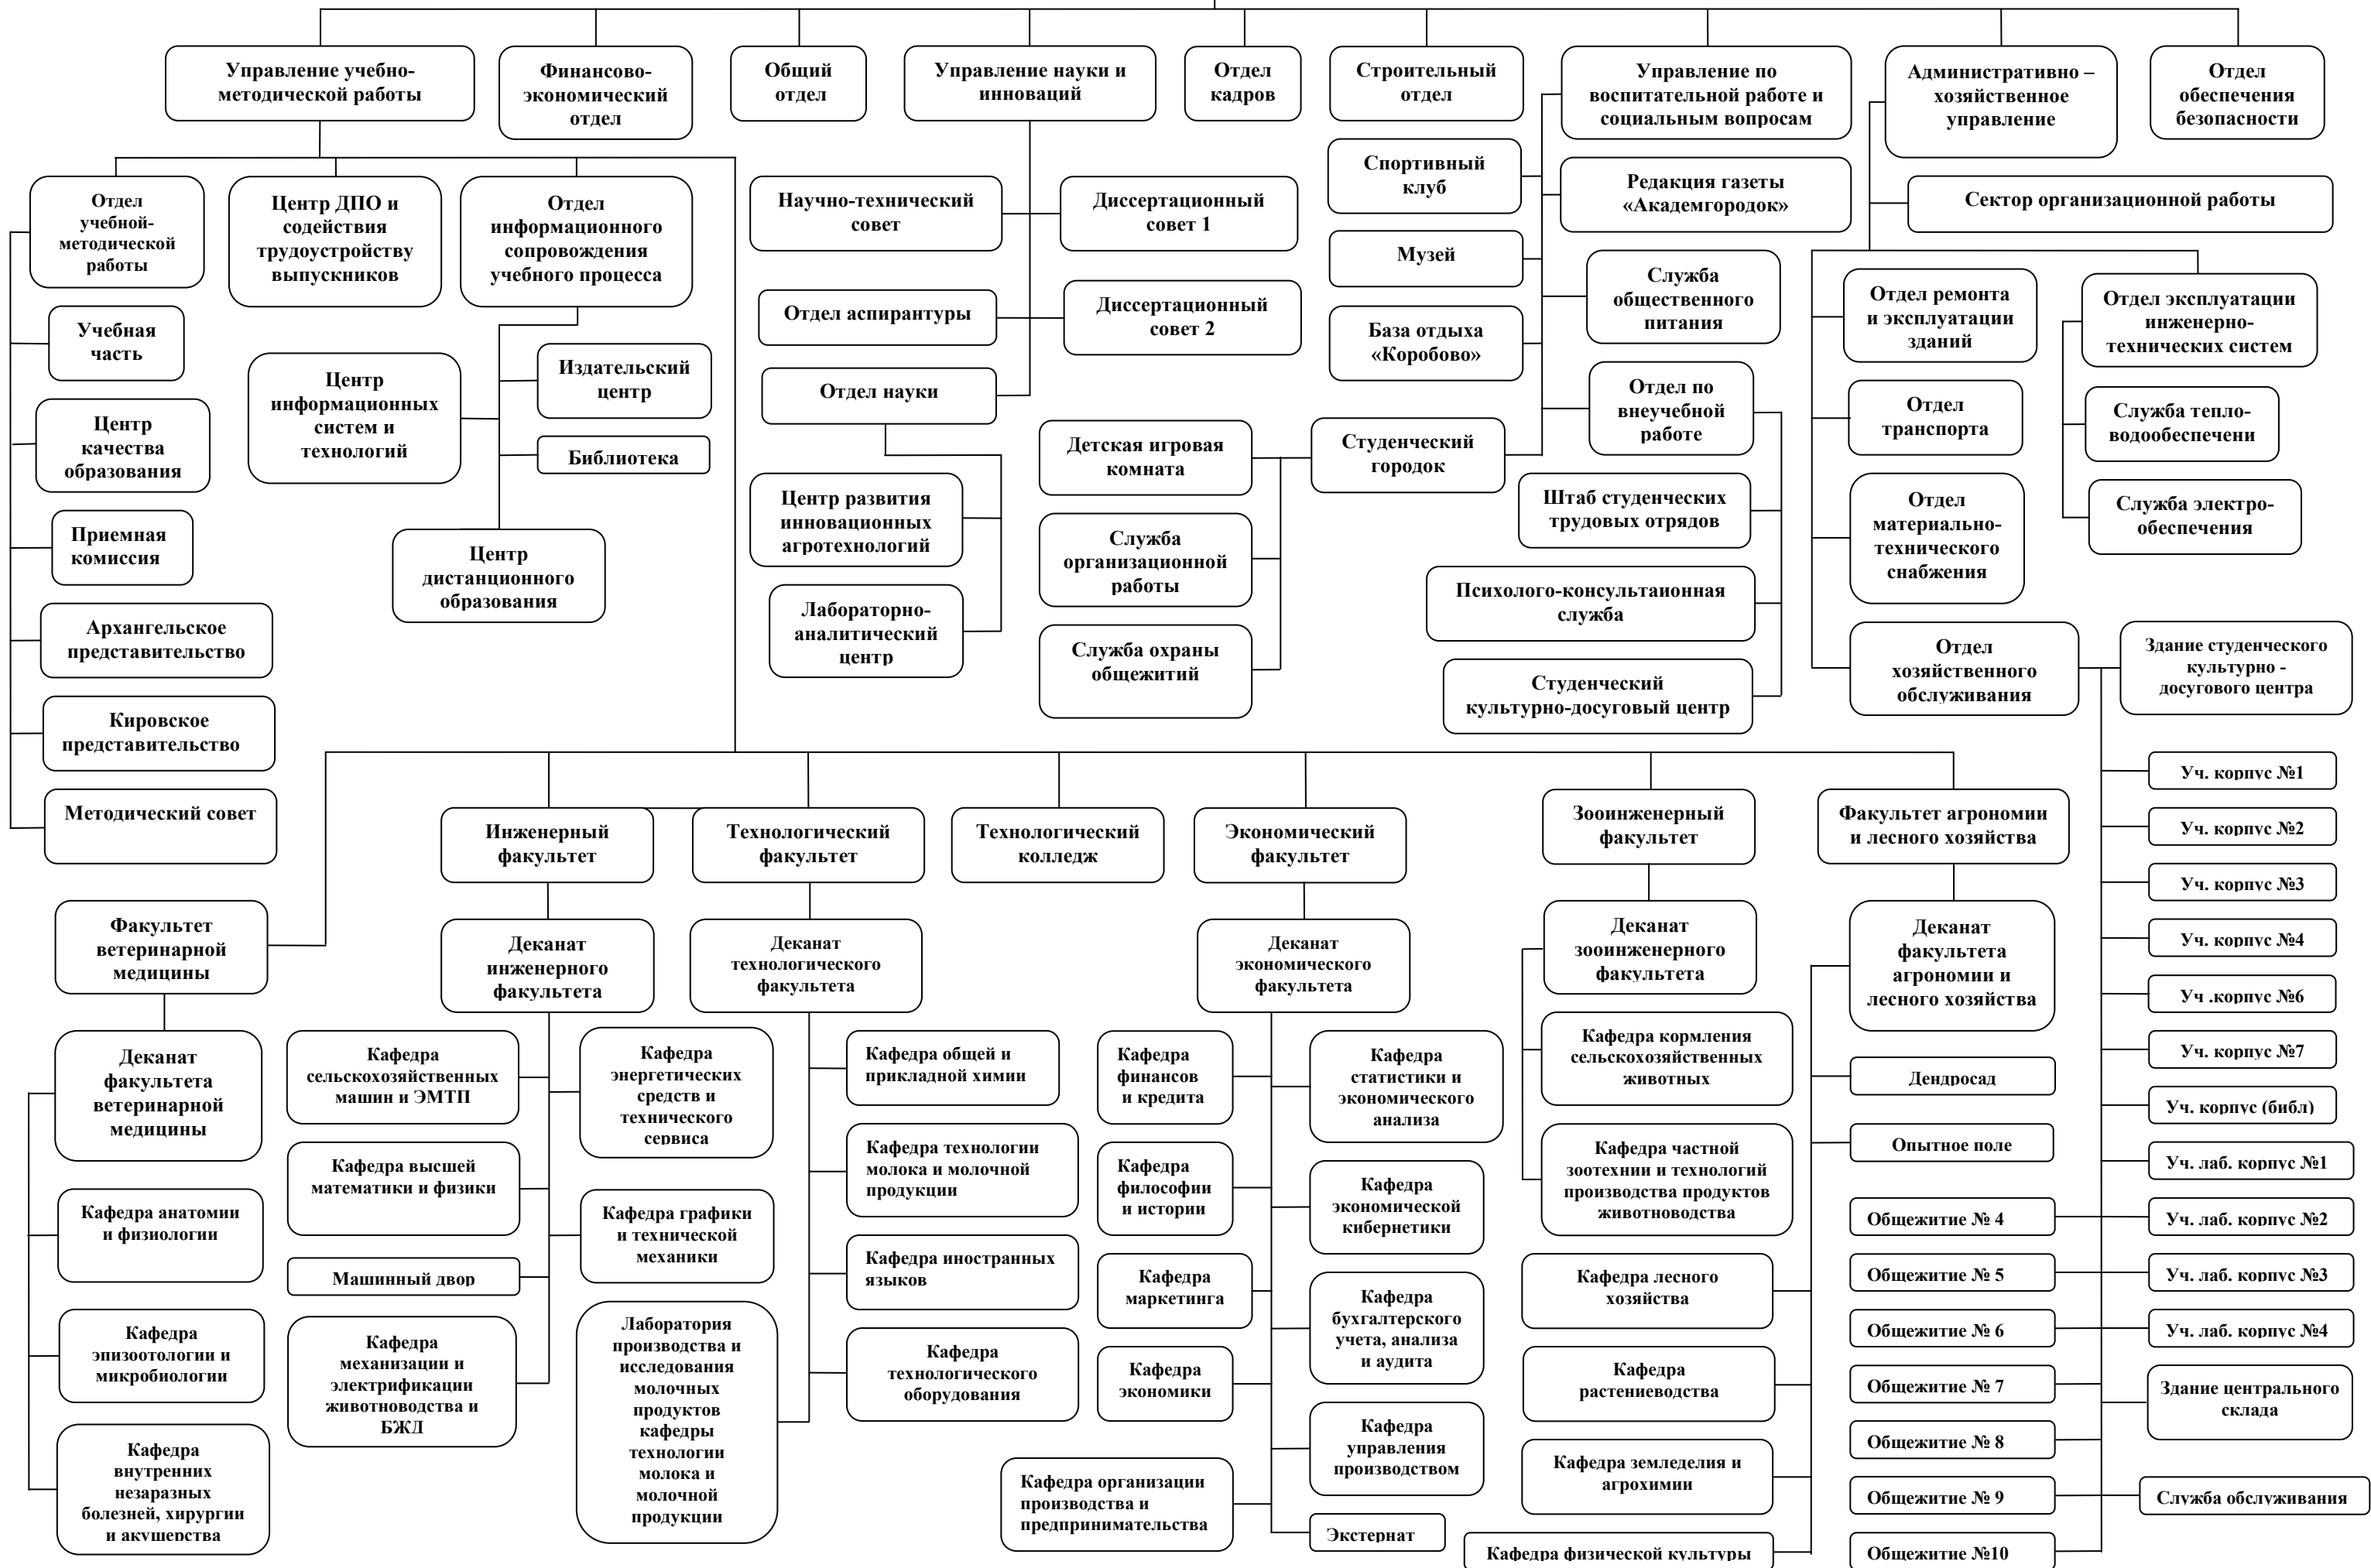 Управление учебно-
методической работы
Финансово-
экономический
отдел
Общий
отдел
Управление науки и
инноваций
Отдел
кадров
Строительный
отдел
Управление по
воспитательной работе и
социальным вопросам
Административно –
хозяйственное
управление
Отдел
обеспечения
безопасности
Отдел
учебной-
методической
работы
Центр ДПО и
содействия
трудоустройству
выпускников
Отдел
информационного
сопровождения
учебного процесса
Научно-технический
совет
Диссертационный
совет 1
Спортивный
клуб
Редакция газеты
«Академгородок»
Сектор организационной работы
Музей
Служба
общественного
питания
Отдел ремонта
и эксплуатации
зданий
Отдел эксплуатации
инженерно-
технических систем
Учебная
часть
Отдел аспирантуры
Диссертационный
совет 2
База отдыха
«Коробово»
Центр
информационных
систем и
технологий
Издательский
центр
Отдел науки
Отдел по
внеучебной
работе
Отдел
транспорта
Служба тепло-
водообеспечени
Центр
качества
образования
Библиотека
Детская игровая
комната
Студенческий
городок
Центр развития
инновационных
агротехнологий
Штаб студенческих
трудовых отрядов
Отдел
материально-
технического
снабжения
Служба электро-
обеспечения
Приемная
комиссия
Центр
дистанционного
образования
Служба
организационной
работы
Психолого-консультаионная
служба
Архангельское
представительство
Лабораторно-
аналитический
центр
Служба охраны
общежитий
Отдел
хозяйственного
обслуживания
Здание студенческого
культурно -
досугового центра
Студенческий
культурно-досуговый центр
Кировское
представительство
Методический совет
Уч. корпус №1
Уч. корпус №2
Уч. корпус №3
Уч. корпус №4
Уч .корпус №6
Уч. корпус №7
Уч. корпус (библ)
Уч. лаб. корпус №1
Уч. лаб. корпус №2
Уч. лаб. корпус №3
Уч. лаб. корпус №4
Здание центрального
склада
Служба обслуживания
Инженерный
факультет
Технологический
факультет
Технологический
колледж
Экономический
факультет
Зооинженерный
факультет
Факультет агрономии
и лесного хозяйства
Факультет
ветеринарной
медицины
Деканат
инженерного
факультета
Деканат
технологического
факультета
Деканат
экономического
факультета
Деканат
зооинженерного
факультета
Деканат
факультета
агрономии и
лесного хозяйства
Деканат
факультета
ветеринарной
медицины
Кафедра анатомии
и физиологии
Кафедра
эпизоотологии и
микробиологии
Кафедра
внутренних
незаразных
болезней, хирургии
и акушерства
Кафедра
сельскохозяйственных
машин и ЭМТП
Кафедра
энергетических
средств и
технического
сервиса
Кафедра высшей
математики и физики
Кафедра графики
и технической
механики
Машинный двор
Кафедра
механизации и
электрификации
животноводства и
БЖД
Кафедра общей и
прикладной химии
Кафедра технологии
молока и молочной
продукции
Кафедра иностранных
языков
Кафедра
технологического
оборудования
Лаборатория
производства и
исследования
молочных
продуктов
кафедры
технологии
молока и
молочной
продукции
Кафедра
финансов
и кредита
Кафедра
статистики и
экономического
анализа
Кафедра
философии
и истории
Кафедра
экономической
кибернетики
Кафедра
маркетинга
Кафедра
бухгалтерского
учета, анализа
и аудита
Кафедра
экономики
Кафедра
управления
производством
Кафедра организации
производства и
предпринимательства
Экстернат
Кафедра кормления
сельскохозяйственных
животных
Кафедра частной
зоотехнии и технологий
производства продуктов
животноводства
Дендросад
Опытное поле
Кафедра лесного
хозяйства
Кафедра
растениеводства
Кафедра земледелия и
агрохимии
Кафедра физической культуры
Общежитие № 4
Общежитие № 5
Общежитие № 6
Общежитие № 7
Общежитие № 8
Общежитие № 9
Общежитие №10